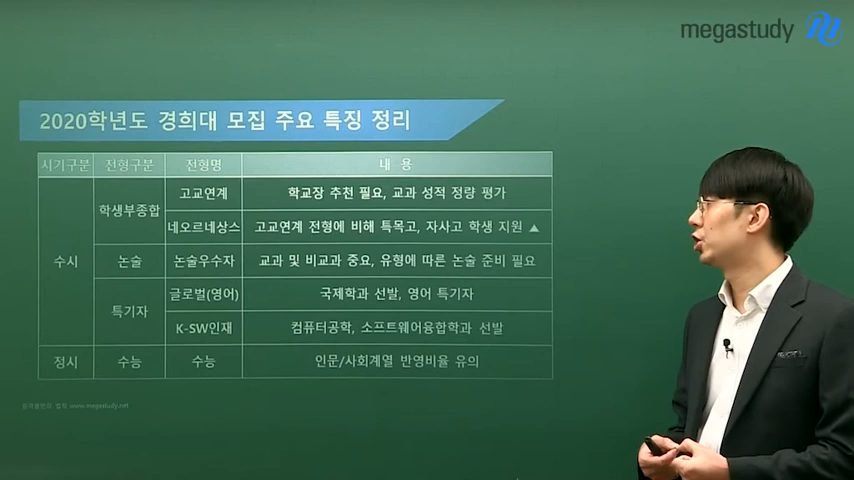 megastudy
2020학년도 경희대 모집 주요 특징 정리
시기구분 전형구분 전형명 내 용
수시 학생부종합 고교연계 학교장 추천 필요, 교과 성적 정량 평가
네오르네상스 고교연계 전형에 비해 특목고, 자사고 학생 지원 ▲
논술 논술우수자 교과 및 비교과 중요, 유형에 따른 논술 준비 필요
특기자 글로벌(영어) 국제학과 선발, 영어 특기자
K-SW인재 컴퓨터공학, 소프트웨어융합학과 선발
정시 수능 수능 인문/사회계열 반영비율 유의
www.megastudy.net